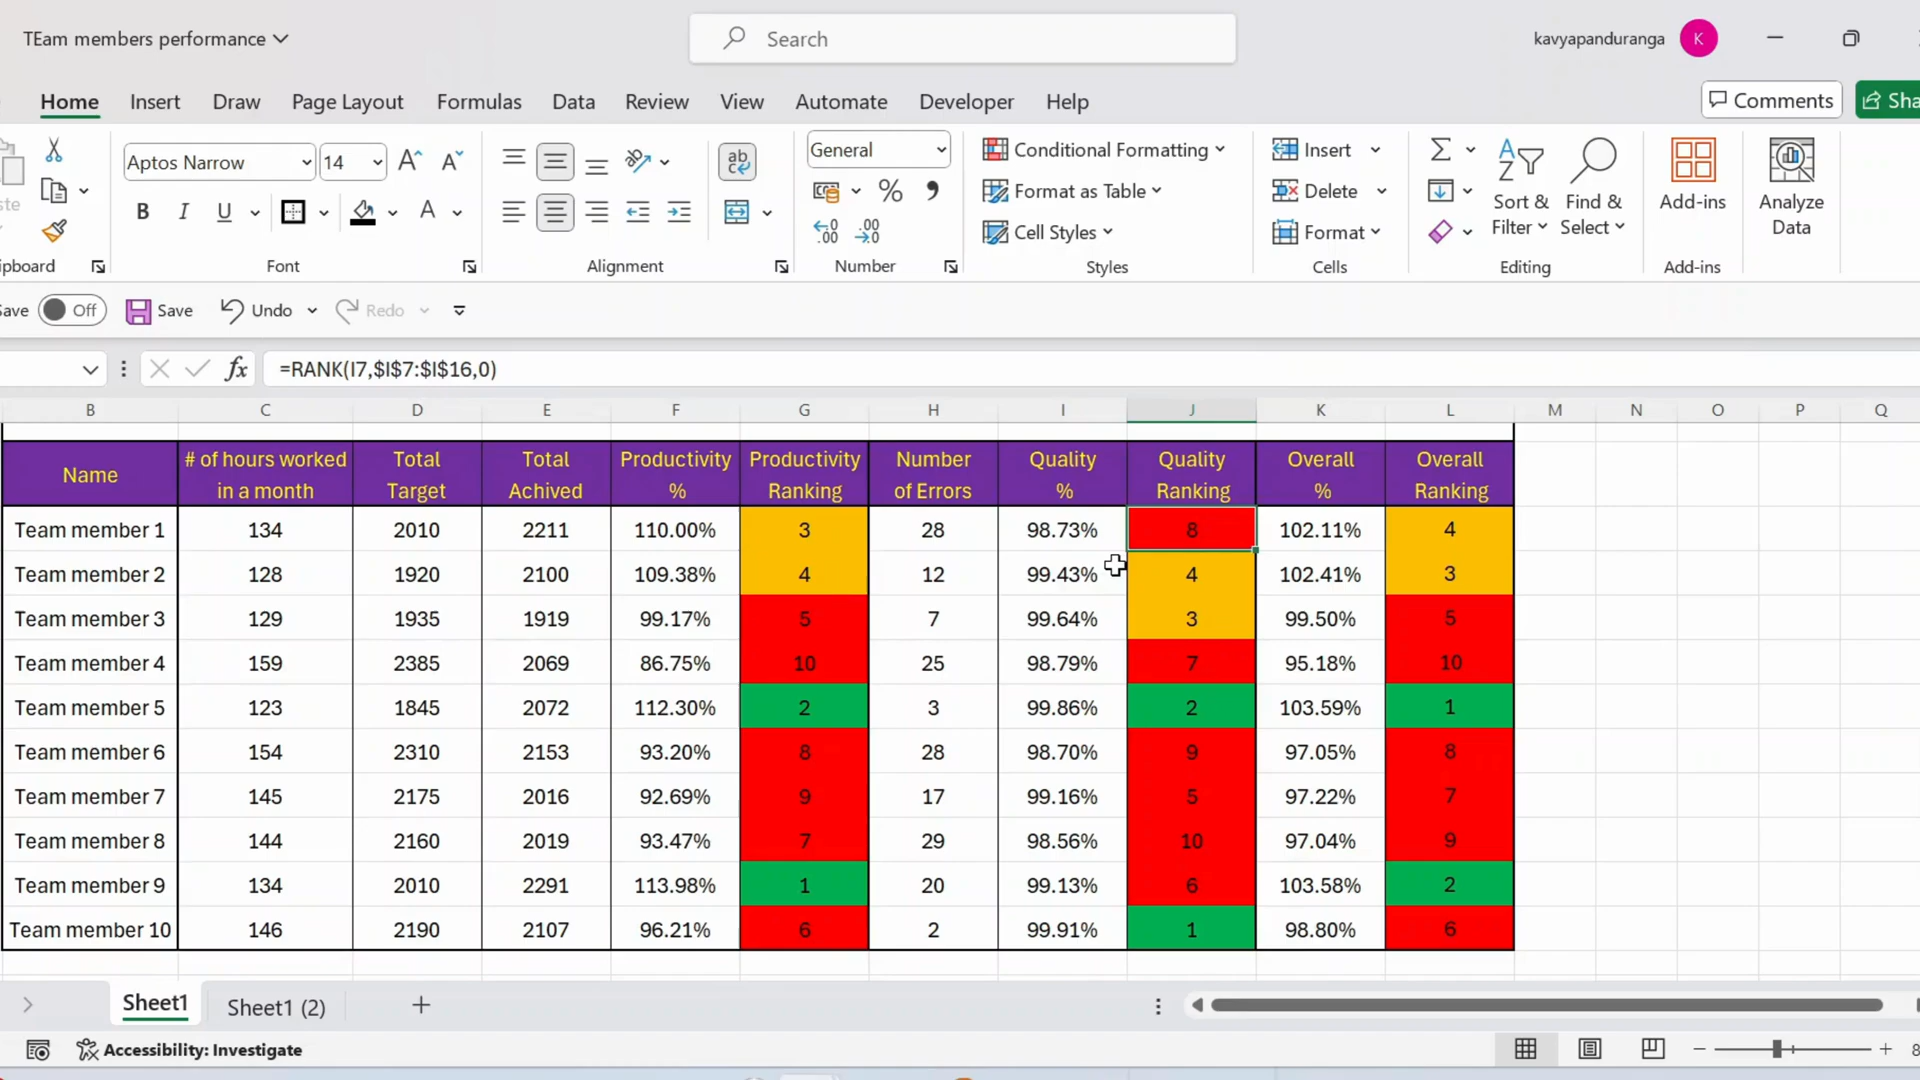 TEam members performance
Search
kavyapanduranga
K
Home Insert Draw Page Layout Formulas Data Review View Automate Developer Help
Comments
Sha
Aptos Narrow 14
General
Conditional Formatting
Format as Table
Cell Styles
Insert
Delete
Format
Sort & Filter
Find & Select
Add-ins
Analyze Data
ste
ipboard Font Alignment Number Styles Cells Editing Add-ins
Save Off Save Undo Redo
fx =RANK(I7,$I$7:$I$16,0)
B C D E F G H I J K L M N O P Q
Name # of hours worked in a month Total Target Total Achived Productivity % Productivity Ranking Number of Errors Quality % Quality Ranking Overall % Overall Ranking
Team member 1 134 2010 2211 110.00% 3 28 98.73% 8 102.11% 4
Team member 2 128 1920 2100 109.38% 4 12 99.43% 4 102.41% 3
Team member 3 129 1935 1919 99.17% 5 7 99.64% 3 99.50% 5
Team member 4 159 2385 2069 86.75% 10 25 98.79% 7 95.18% 10
Team member 5 123 1845 2072 112.30% 2 3 99.86% 2 103.59% 1
Team member 6 154 2310 2153 93.20% 8 28 98.70% 9 97.05% 8
Team member 7 145 2175 2016 92.69% 9 17 99.16% 5 97.22% 7
Team member 8 144 2160 2019 93.47% 7 29 98.56% 10 97.04% 9
Team member 9 134 2010 2291 113.98% 1 20 99.13% 6 103.58% 2
Team member 10 146 2190 2107 96.21% 6 2 99.91% 1 98.80% 6
Sheet1 Sheet1 (2)
Accessibility: Investigate
8